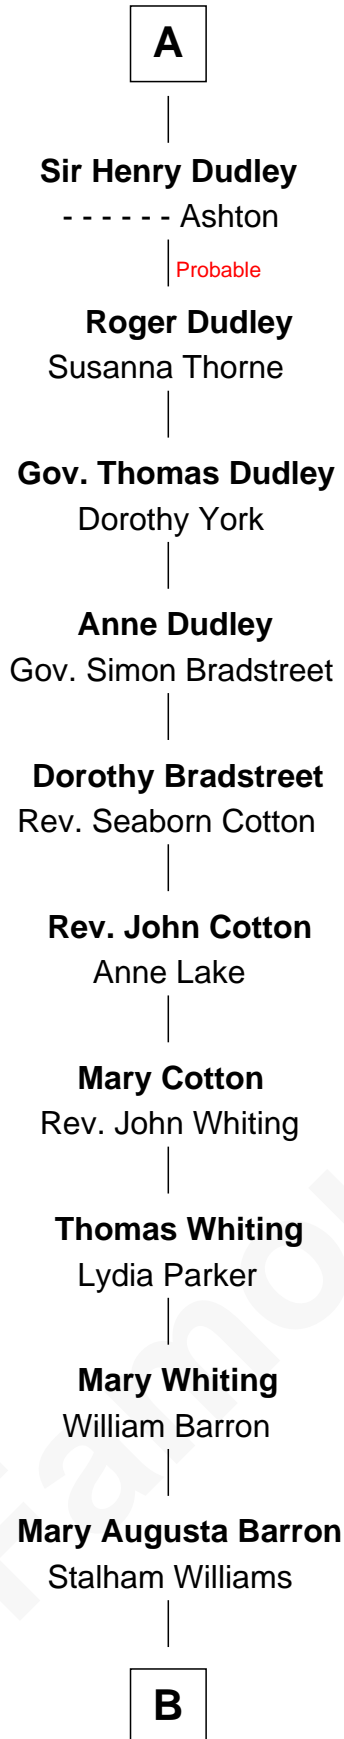 A
Sir Henry Dudley
- - - - - - Ashton
Probable
Roger Dudley
Susanna Thorne
Gov. Thomas Dudley
Dorothy York
Anne Dudley
Gov. Simon Bradstreet
Dorothy Bradstreet
Rev. Seaborn Cotton
Rev. John Cotton
Anne Lake
Mary Cotton
Rev. John Whiting
Thomas Whiting
Lydia Parker
Mary Whiting
William Barron
Mary Augusta Barron
Stalham Williams
B